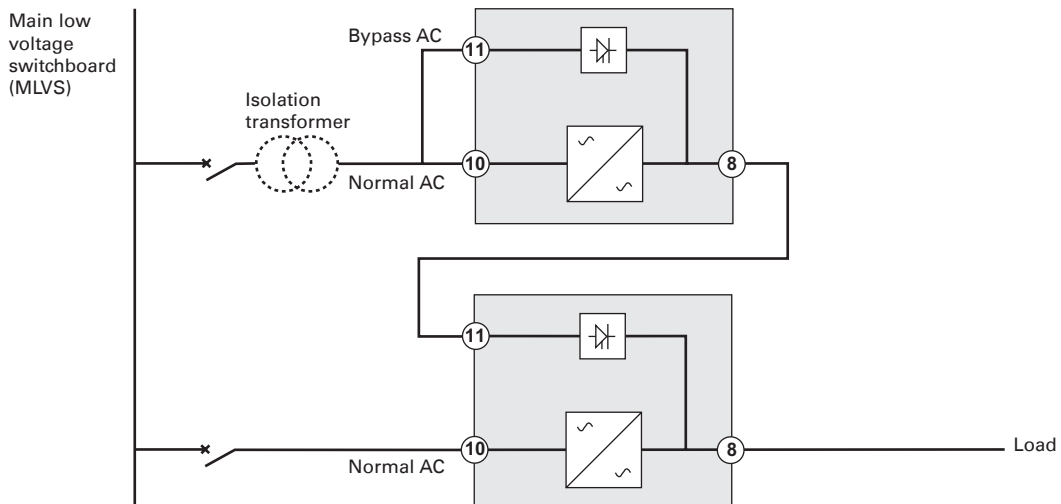 Main low
voltage
switchboard
(MLVS)
Bypass AC
11
Isolation
transformer
10
8
Normal AC
11
10
8
Load
Normal AC